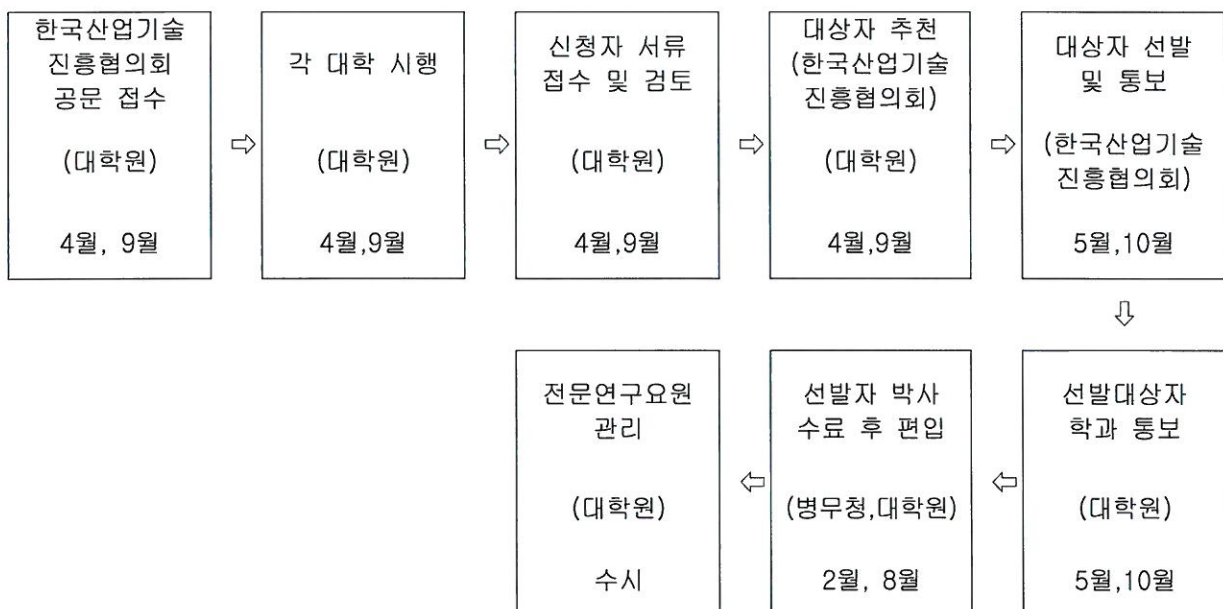 한국산업기술
진흥협의회
공문 접수
(대학원)
4월, 9월
각 대학 시행
(대학원)
4월,9월
신청자 서류
접수 및 검토
(대학원)
4월,9월
대상자 추천
(한국산업기술
진흥협의회)
(대학원)
4월,9월
대상자 선발
및 통보
(한국산업기술
진흥협의회)
5월,10월
선발대상자
학과 통보
(대학원)
5월,10월
선발자 박사
수료 후 편입
(병무청,대학원)
2월, 8월
전문연구요원
관리
(대학원)
수시